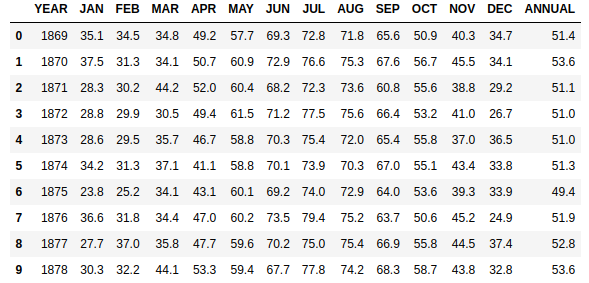 YEAR JAN FEB MAR APR MAY JUN JUL AUG SEP OCT NOV DEC ANNUAL
0 1869 35.1 34.5 34.8 49.2 57.7 69.3 72.8 71.8 65.6 50.9 40.3 34.7 51.4
1 1870 37.5 31.3 34.1 50.7 60.9 72.9 76.6 75.3 67.6 56.7 45.5 34.1 53.6
2 1871 28.3 30.2 44.2 52.0 60.4 68.2 72.3 73.6 60.8 55.6 38.8 29.2 51.1
3 1872 28.8 29.9 30.5 49.4 61.5 71.2 77.5 75.6 66.4 53.2 41.0 26.7 51.0
4 1873 28.6 29.5 35.7 46.7 58.8 70.3 75.4 72.0 65.4 55.8 37.0 36.5 51.0
5 1874 34.2 31.3 37.1 41.1 58.8 70.1 73.9 70.3 67.0 55.1 43.4 33.8 51.3
6 1875 23.8 25.2 34.1 43.1 60.1 69.2 74.0 72.9 64.0 53.6 39.3 33.9 49.4
7 1876 36.6 31.8 34.4 47.0 60.2 73.5 79.4 75.2 63.7 50.6 45.2 24.9 51.9
8 1877 27.7 37.0 35.8 47.7 59.6 70.2 75.0 75.4 66.9 55.8 44.5 37.4 52.8
9 1878 30.3 32.2 44.1 53.3 59.4 67.7 77.8 74.2 68.3 58.7 43.8 32.8 53.6